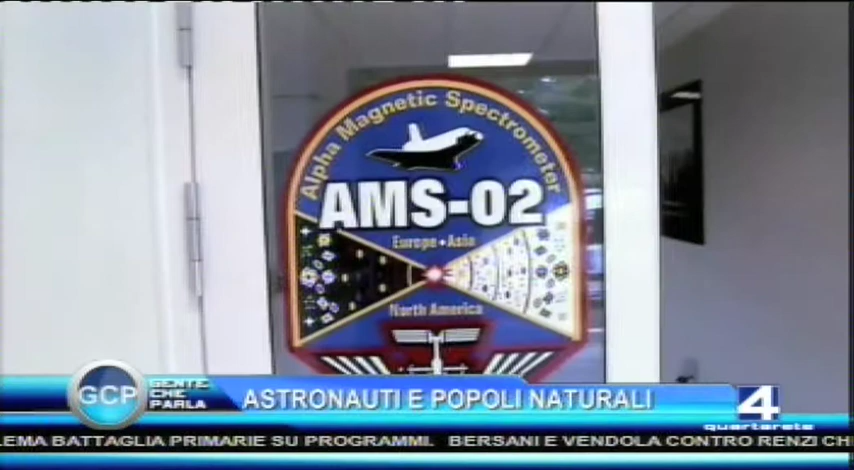 Alpha Magnetic Spectrometer
AMS-02
Europe • Asia
North America
GCP
GENTE
CHE
PARLA
ASTRONAUTI E POPOLI NATURALI
4
quartarete
LEMA BATTAGLIA PRIMARIE SU PROGRAMMI. BERSANI E VENDOLA CONTRO RENZI CH